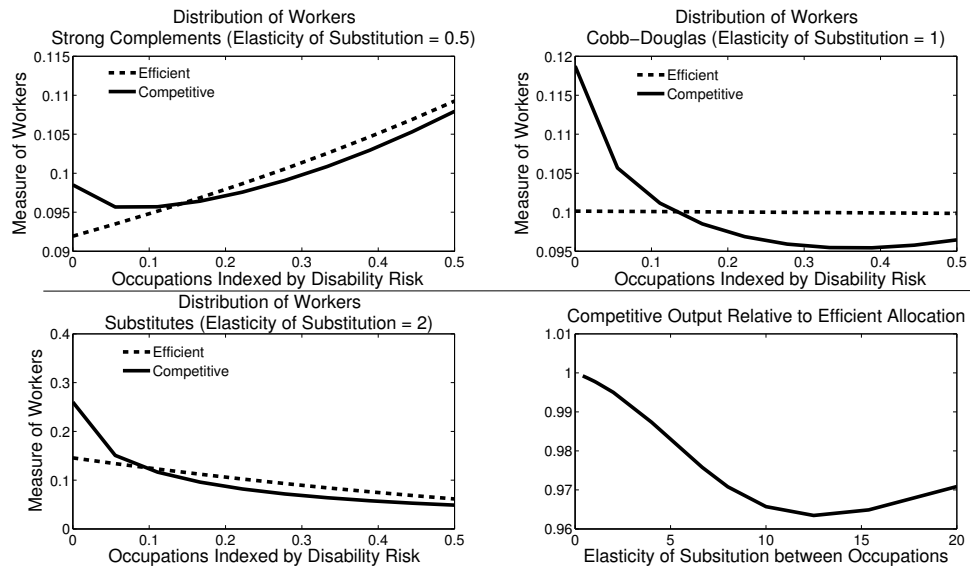 Distribution of Workers
Strong Complements (Elasticity of Substitution = 0.5)
0.115
0.11
0.105
0.1
0.095
0.09
Measure of Workers
Efficient
Competitive
0 0.1 0.2 0.3 0.4 0.5
Occupations Indexed by Disability Risk
Distribution of Workers
Cobb−Douglas (Elasticity of Substitution = 1)
0.12
0.115
0.11
0.105
0.1
0.095
Measure of Workers
Efficient
Competitive
0 0.1 0.2 0.3 0.4 0.5
Occupations Indexed by Disability Risk
Distribution of Workers
Substitutes (Elasticity of Substitution = 2)
0.4
0.3
0.2
0.1
0
Measure of Workers
Efficient
Competitive
0 0.1 0.2 0.3 0.4 0.5
Occupations Indexed by Disability Risk
Competitive Output Relative to Efficient Allocation
1.01
1
0.99
0.98
0.97
0.96
0 5 10 15 20
Elasticity of Subsitution between Occupations